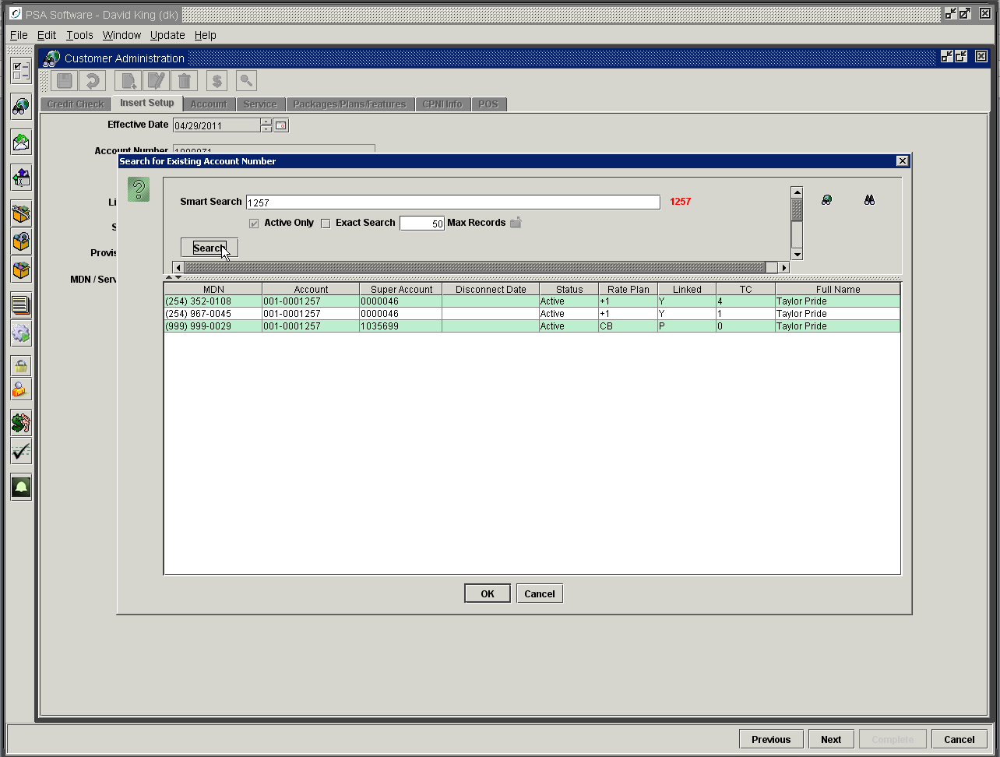 PSA Software - David King (dk)
File Edit Tools Window Update Help
Customer Administration
Credit Check Insert Setup Account Service Packages/Plans/Features CPNI Info POS
Effective Date 04/29/2011
Account Number
Search for Existing Account Number
Smart Search 1257 1257
Active Only Exact Search 50 Max Records
Search
MDN Account Super Account Disconnect Date Status Rate Plan Linked TC Full Name
(254) 352-0108 001-0001257 0000046 Active +1 Y 4 Taylor Pride
(254) 967-0045 001-0001257 0000046 Active +1 Y 1 Taylor Pride
(999) 999-0029 001-0001257 1035699 Active CB P 0 Taylor Pride
Li
S
Provis
MDN / Serv
OK Cancel
Previous Next Complete Cancel